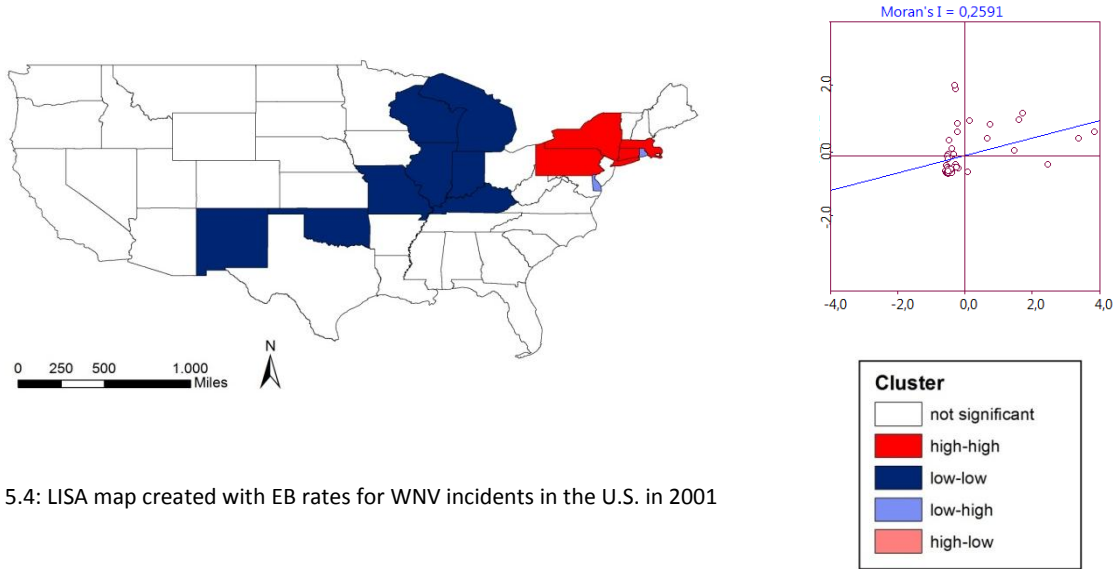 Moran's I = 0,2591
2,0
0,0
-2,0
-4,0 -2,0 0,0 2,0 4,0
N
0 250 500 1.000
Miles
Cluster
not significant
high-high
low-low
low-high
high-low
5.4: LISA map created with EB rates for WNV incidents in the U.S. in 2001